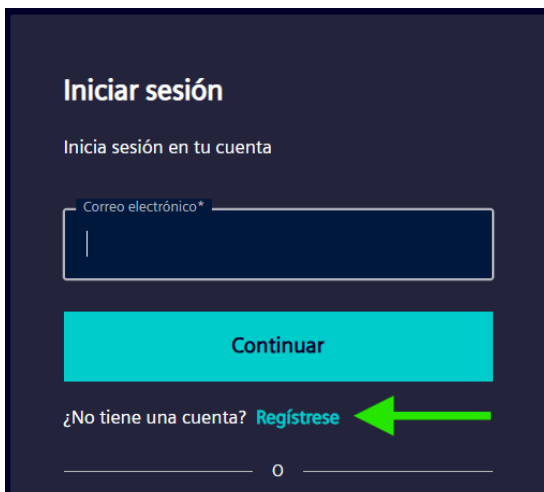 Iniciar sesión
Inicia sesión en tu cuenta
Correo electrónico*
Continuar
¿No tiene una cuenta? Regístrese
O